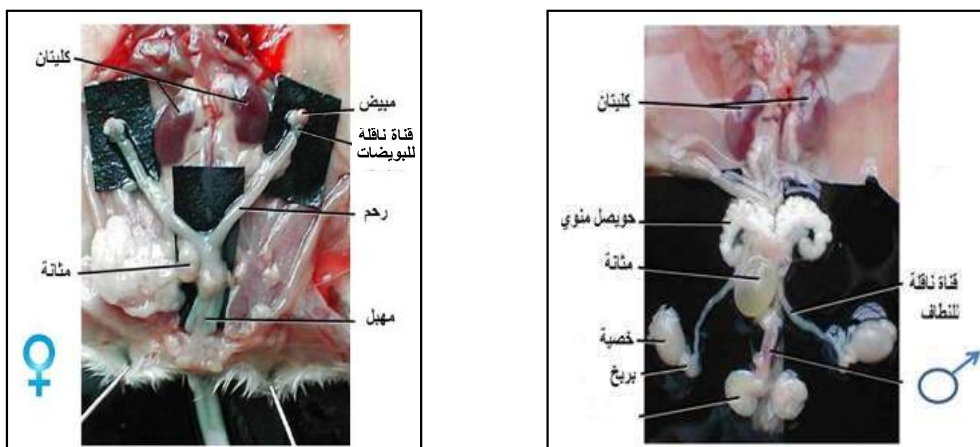 كليتان
مبيض
قناة ناقلة
للبويضات
رحم
مثانة
مهبل
كليتان
حويصل منوي
مثانة
قناة ناقلة
للنطاف
خصية
بربخ